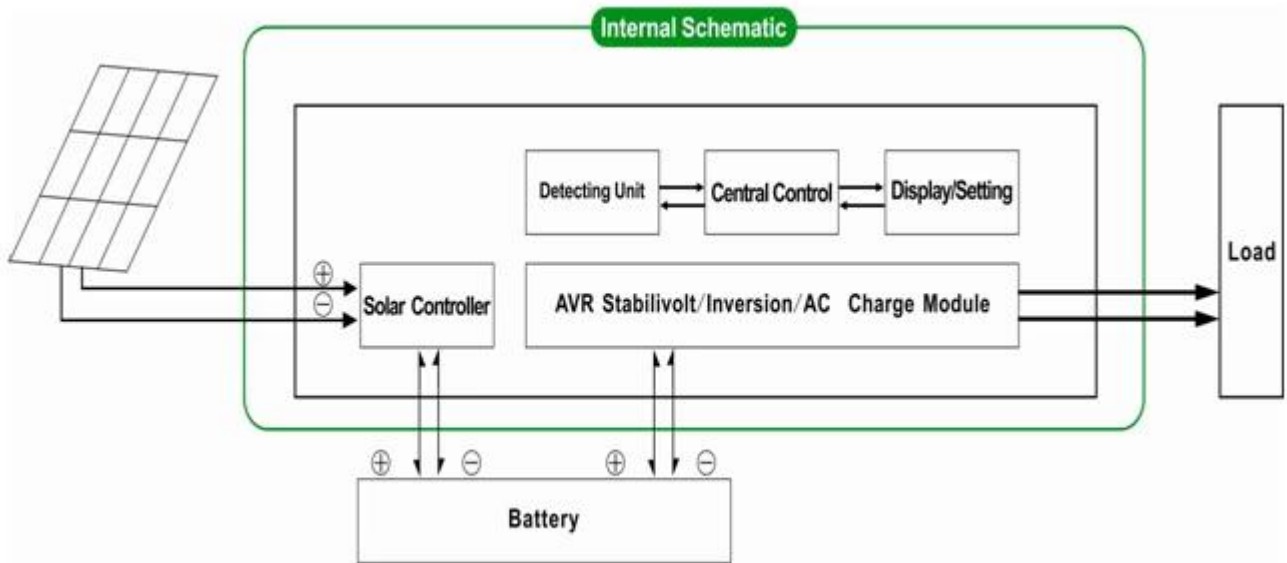 Internal Schematic
Detecting Unit
Central Control
Display/Setting
Load
⊕
⊖
Solar Controller
AVR Stabilivolt/Inversion/AC Charge Module
⊕ ⊖ ⊕ ⊖
Battery